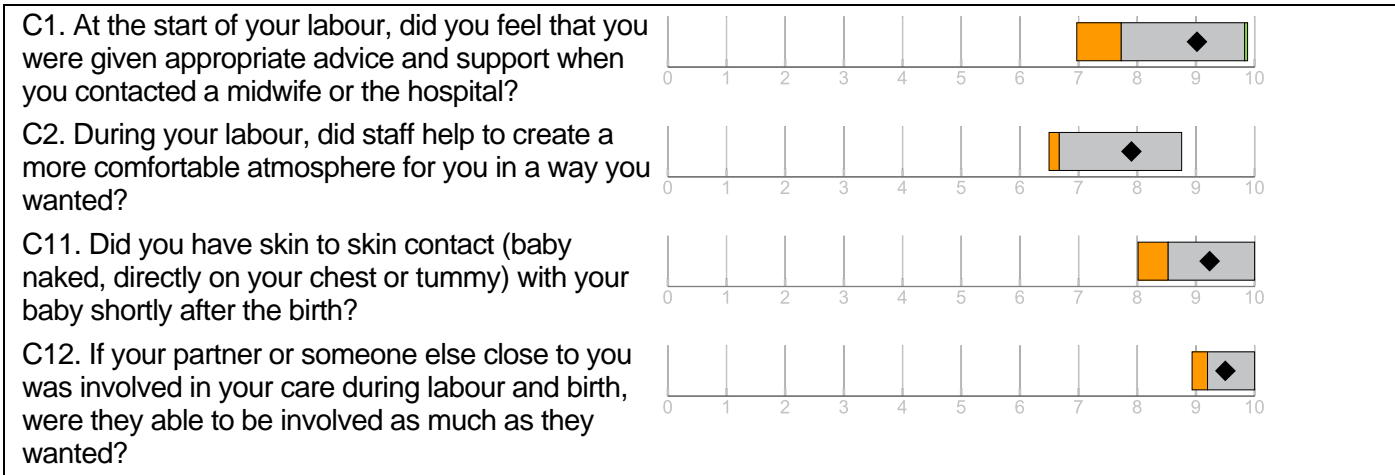 C1. At the start of your labour, did you feel that you
were given appropriate advice and support when
you contacted a midwife or the hospital?
0 1 2 3 4 5 6 7 8 9 10
C2. During your labour, did staff help to create a
more comfortable atmosphere for you in a way you
wanted?
0 1 2 3 4 5 6 7 8 9 10
C11. Did you have skin to skin contact (baby
naked, directly on your chest or tummy) with your
baby shortly after the birth?
0 1 2 3 4 5 6 7 8 9 10
C12. If your partner or someone else close to you
was involved in your care during labour and birth,
were they able to be involved as much as they
wanted?
0 1 2 3 4 5 6 7 8 9 10